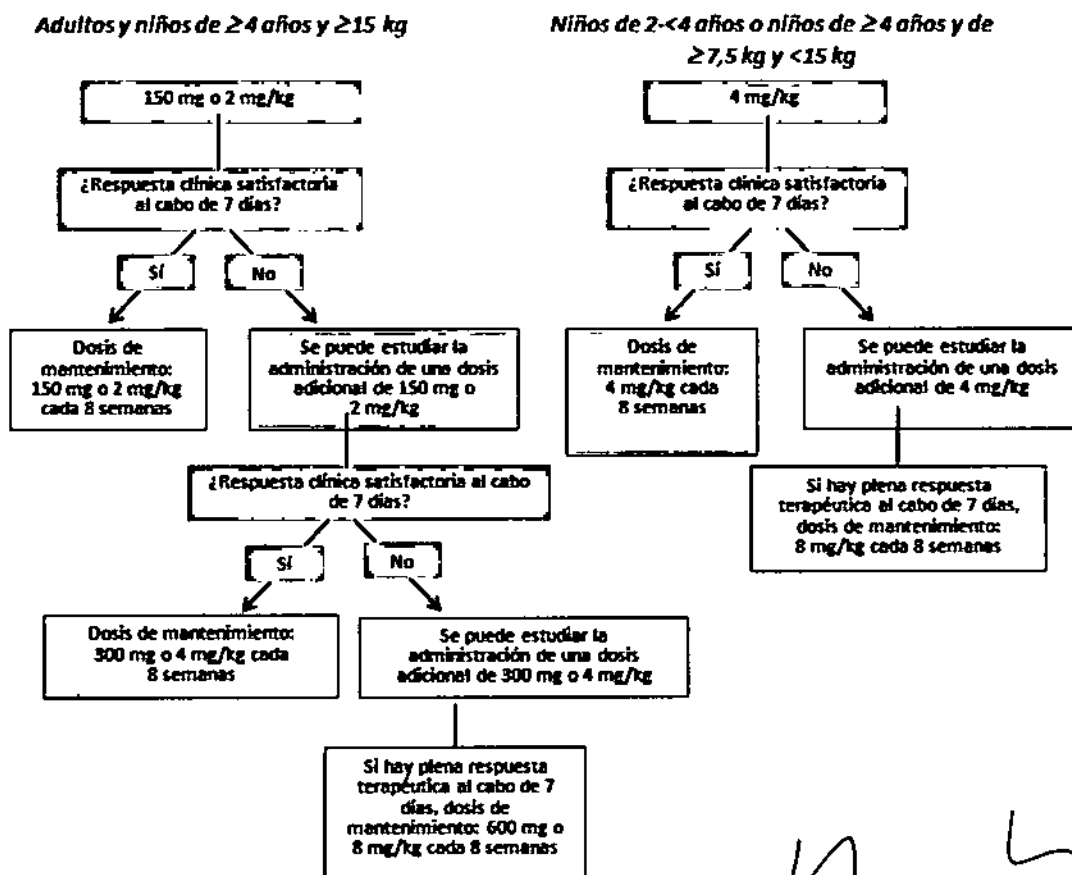 Adultos y niños de ≥4 años y ≥15 kg
150 mg o 2 mg/kg
¿Respuesta clínica satisfactoria
al cabo de 7 días?
Sí
No
Dosis de
mantenimiento:
150 mg o 2 mg/kg
cada 8 semanas
Se puede estudiar la
administración de una dosis
adicional de 150 mg o
2 mg/kg
¿Respuesta clínica satisfactoria al cabo
de 7 días?
Sí
No
Dosis de mantenimiento:
300 mg o 4 mg/kg cada
8 semanas
Se puede estudiar la
administración de una dosis
adicional de 300 mg o 4 mg/kg
Si hay plena respuesta
terapéutica al cabo de 7
días, dosis de
mantenimiento: 600 mg o
8 mg/kg cada 8 semanas
Niños de 2-<4 años o niños de ≥4 años y de
≥7,5 kg y <15 kg
4 mg/kg
¿Respuesta clínica satisfactoria
al cabo de 7 días?
Sí
No
Dosis de
mantenimiento:
4 mg/kg cada
8 semanas
Se puede estudiar la
administración de una dosis
adicional de 4 mg/kg
Si hay plena respuesta
terapéutica al cabo de 7 días,
dosis de mantenimiento:
8 mg/kg cada 8 semanas